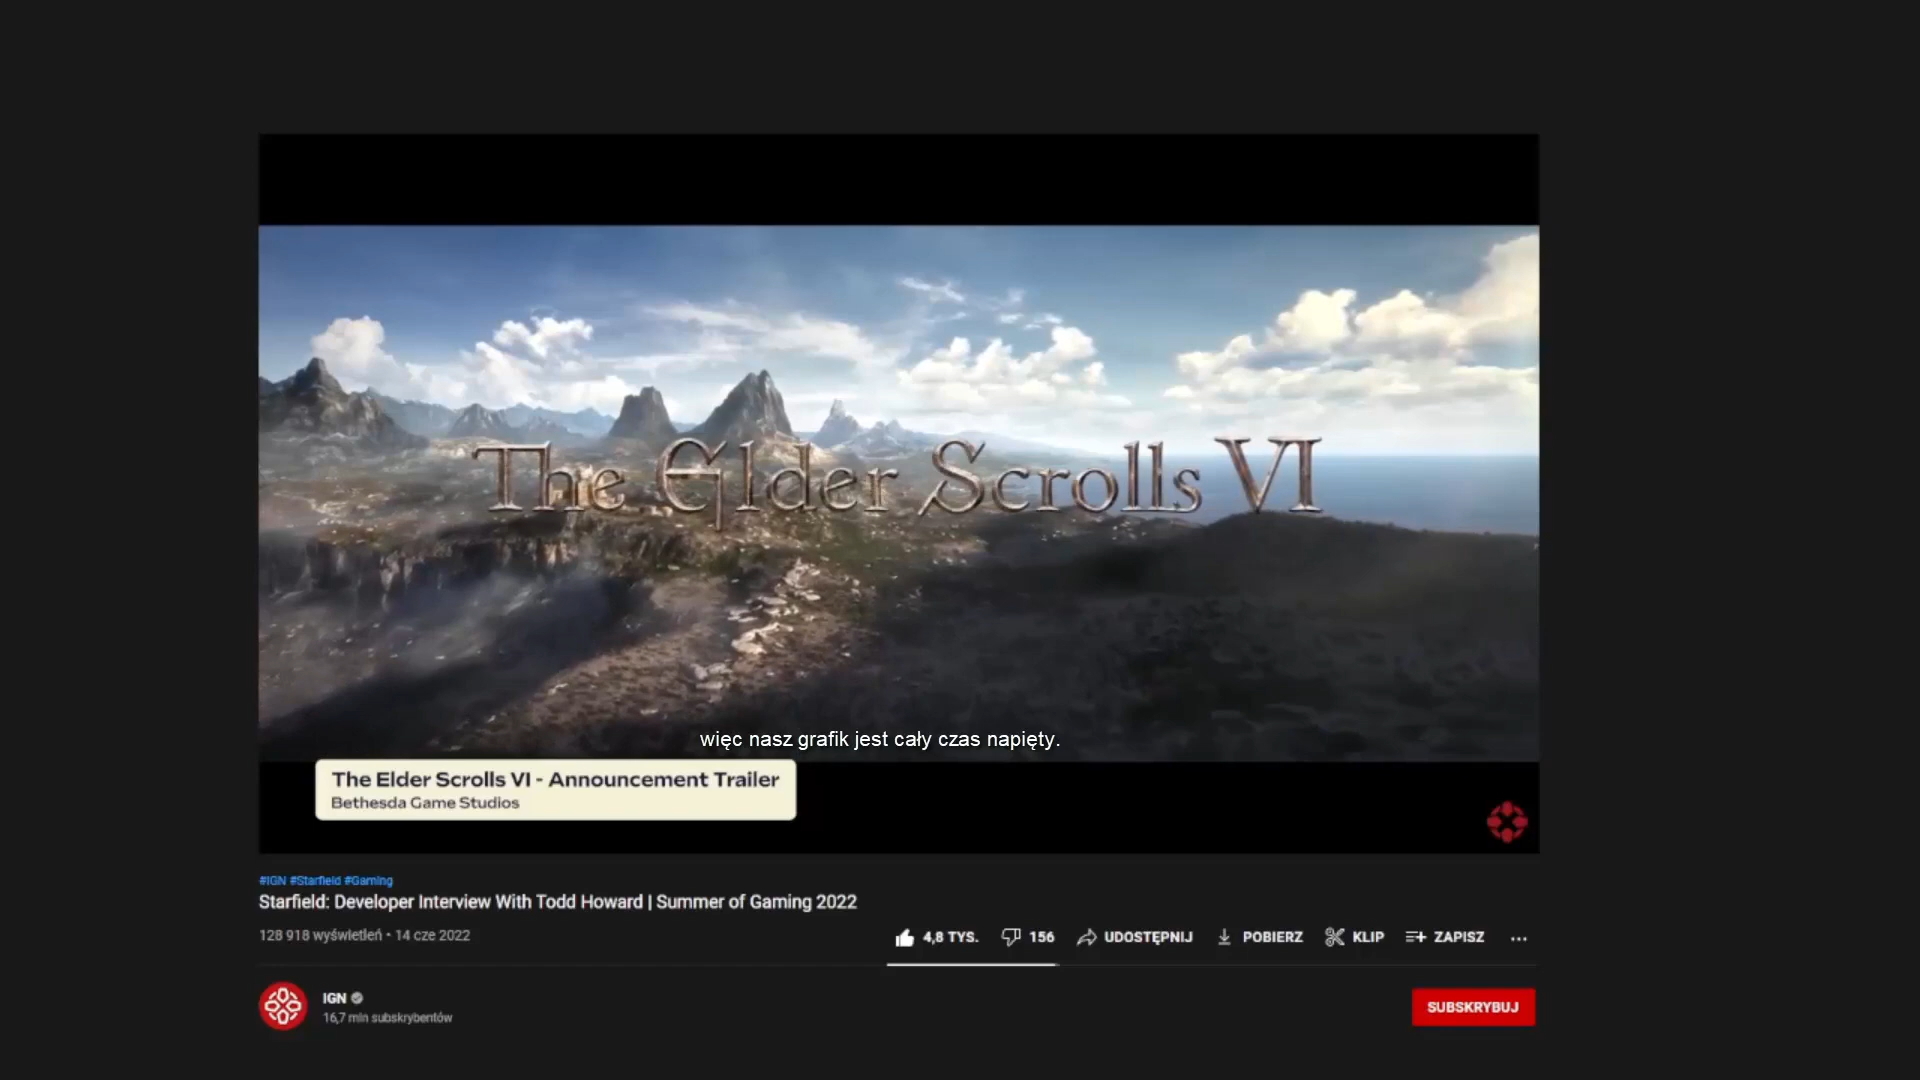 The Elder Scrolls VI
więc nasz grafik jest cały czas napięty.
The Elder Scrolls VI - Announcement Trailer
Bethesda Game Studios
#IGN #Starfield #Gaming
Starfield: Developer Interview With Todd Howard | Summer of Gaming 2022
128 918 wyświetleń • 14 cze 2022
4,8 TYS. 156 UDOSTĘPNIJ POBIERZ KLIP ZAPISZ ...
IGN
16,7 mln subskrybentów
SUBSKRYBUJ